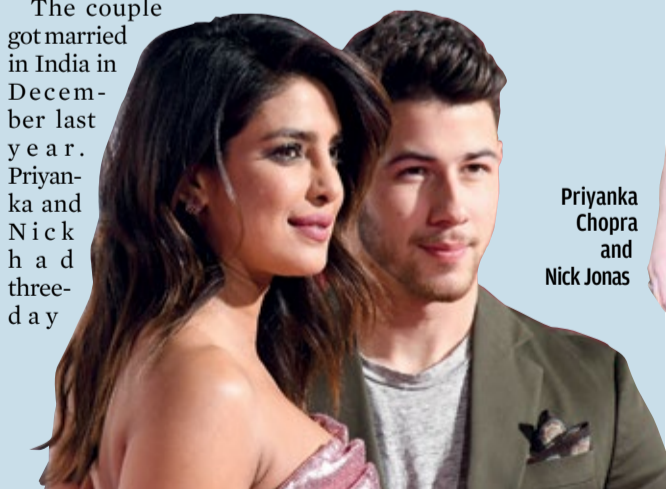 The couple
got married
in India in
Decem-
ber last
year.
Priyan-
ka and
Nick
had
three-
day
Priyanka
Chopra
and
Nick Jonas